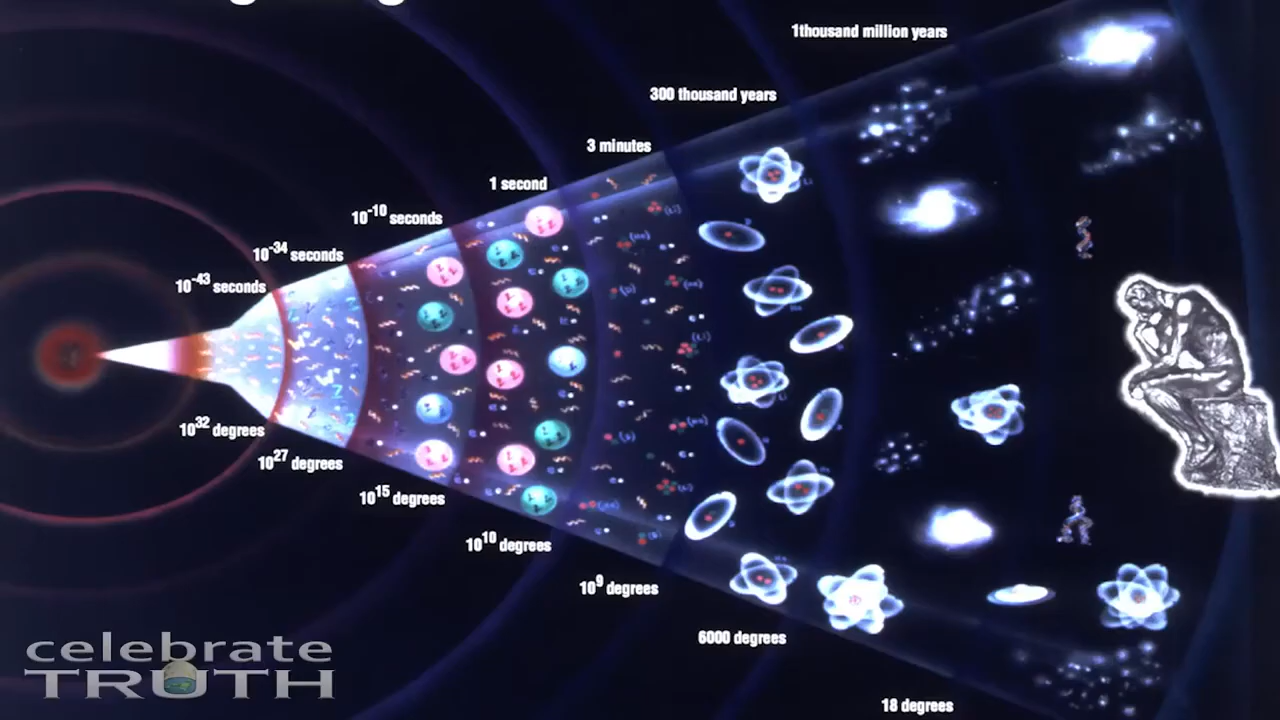 1thousand million years
300 thousand years
3 minutes
1 second
10-10 seconds
10-34 seconds
10-43 seconds
1032 degrees
1027 degrees
1015 degrees
1010 degrees
109 degrees
6000 degrees
18 degrees
celebrate
TRUTH